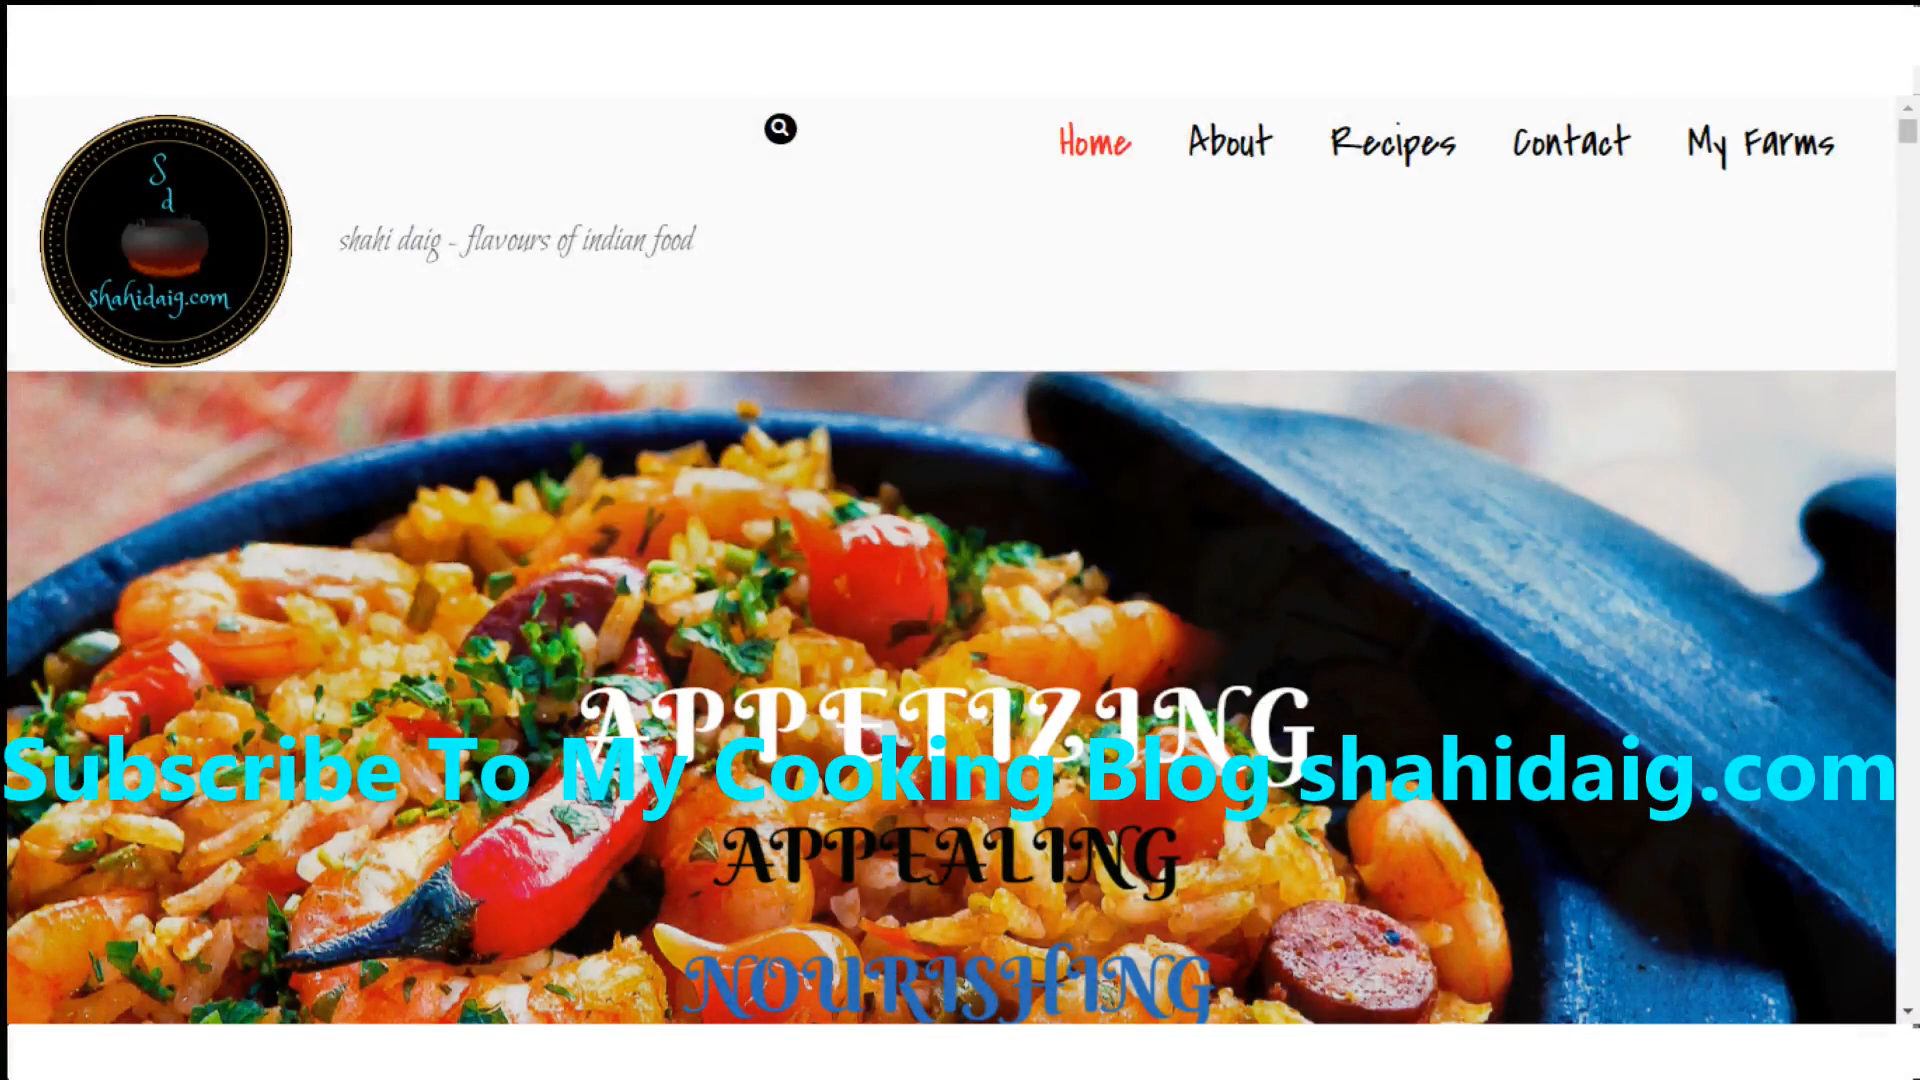 S
d
shahidaig.com
shahi daig - flavours of indian food
Home About Recipes Contact My Farms
APPETIZING
Subscribe To My Cooking Blog shahidaig.com
APPEALING
NOURISHING